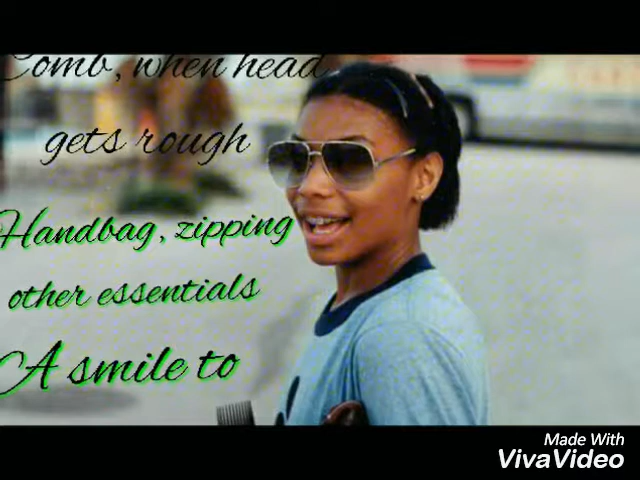 Comb, when head
gets rough
Handbag, zipping
other essentials
A smile to
Made With
VivaVideo